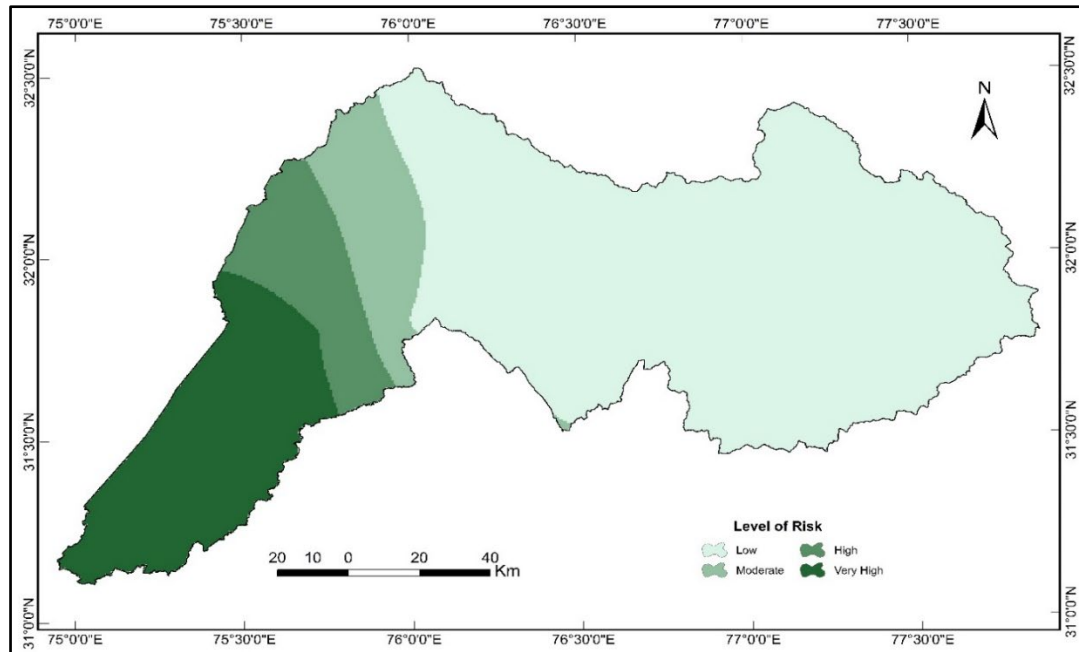 75°0'0"E 75°30'0"E 76°0'0"E 76°30'0"E 77°0'0"E 77°30'0"E
32°30'0"N 32°30'0"N
N
32°0'0"N 32°0'0"N
31°30'0"N 31°30'0"N
Level of Risk
Low High
Moderate Very High
20 10 0 20 40
Km
31°0'0"N 31°0'0"N
75°0'0"E 75°30'0"E 76°0'0"E 76°30'0"E 77°0'0"E 77°30'0"E